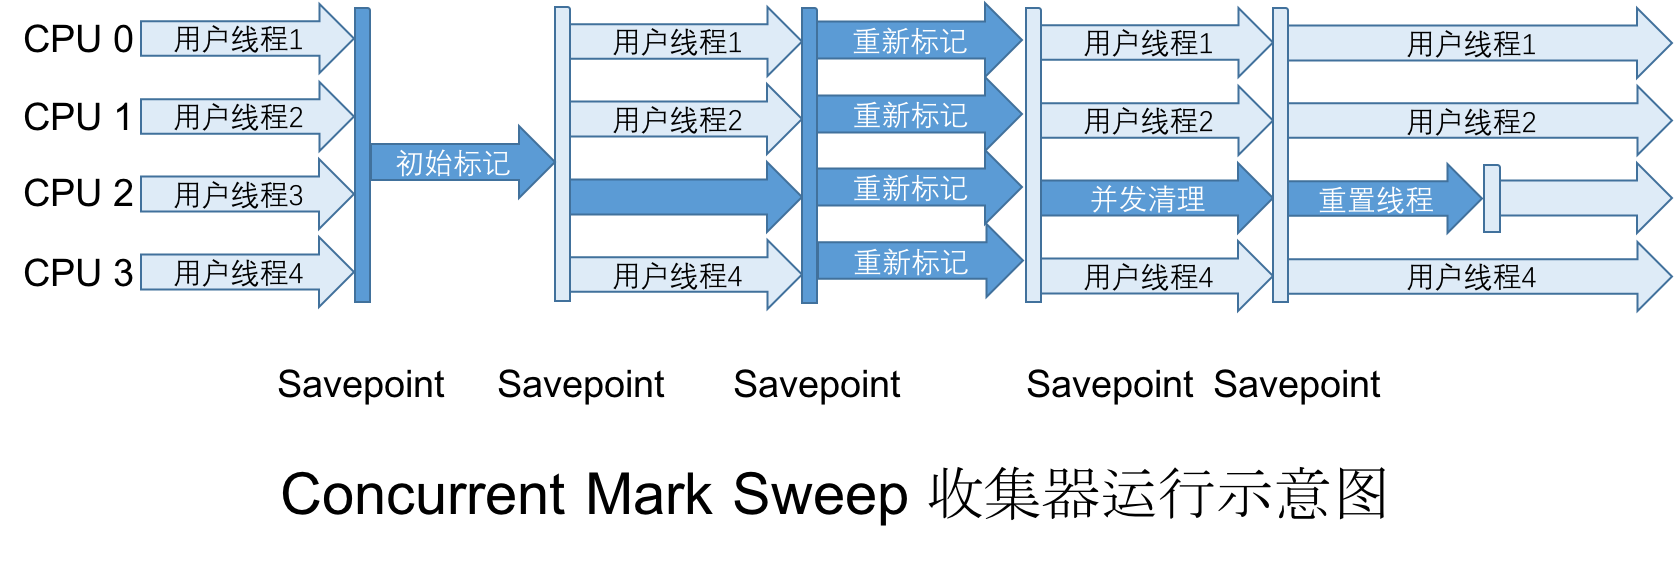 CPU 0 用户线程1 用户线程1 重新标记 用户线程1 用户线程1
CPU 1 用户线程2 用户线程2 重新标记 用户线程2 用户线程2
初始标记
CPU 2 用户线程3 重新标记 并发清理 重置线程
CPU 3 用户线程4 用户线程4 重新标记 用户线程4 用户线程4
Savepoint Savepoint Savepoint Savepoint Savepoint
Concurrent Mark Sweep 收集器运行示意图